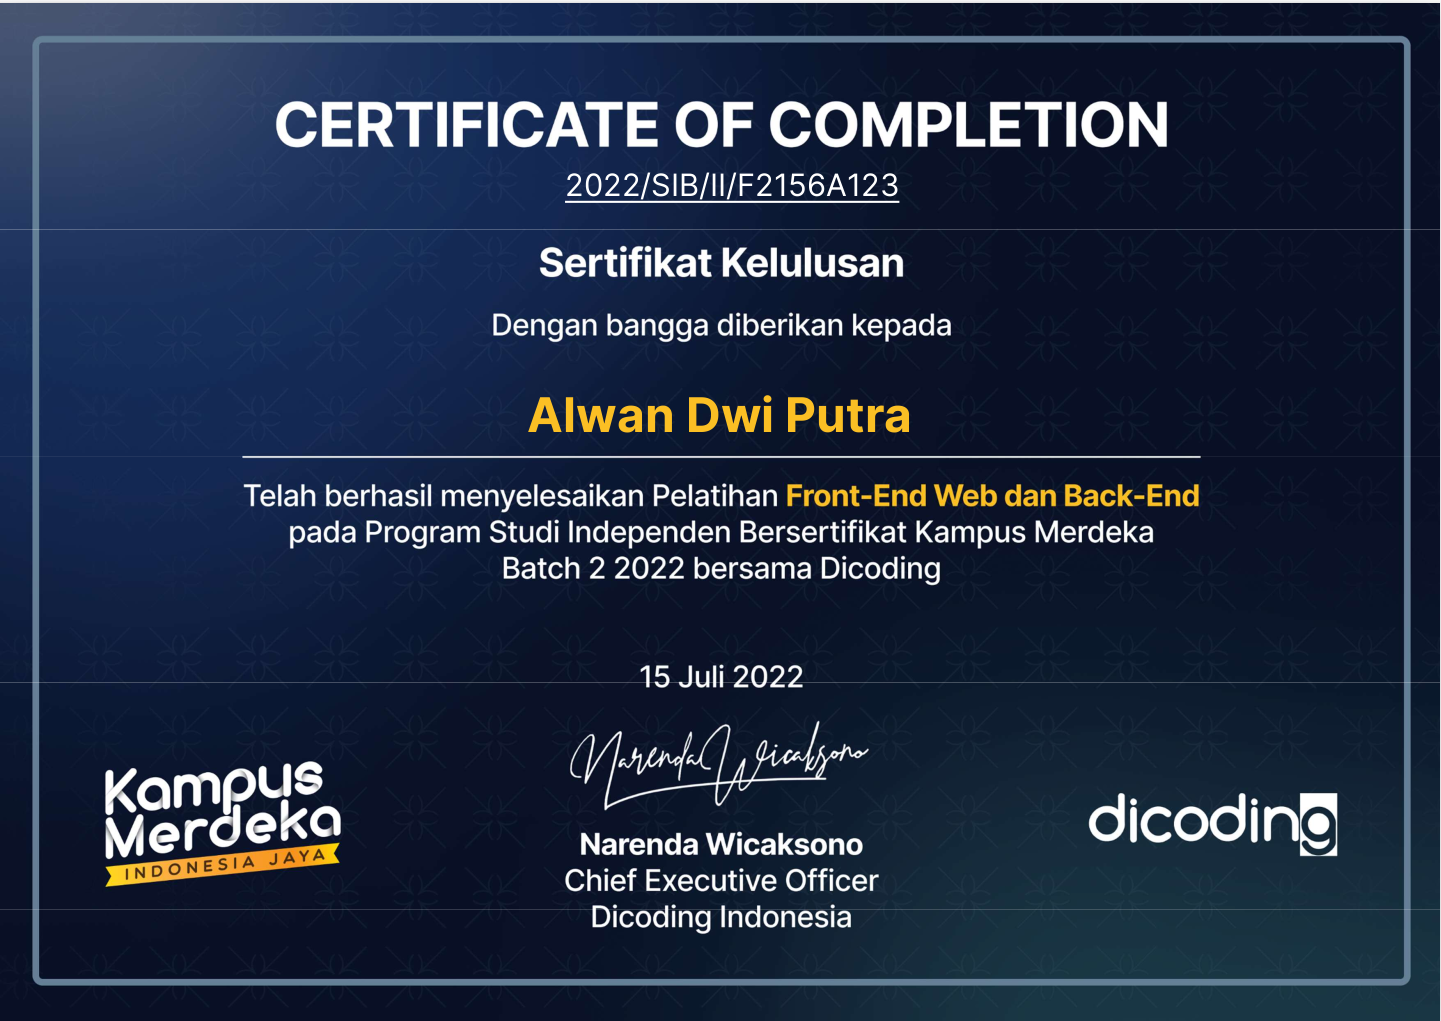 CERTIFICATE OF COMPLETION
2022/SIB/II/F2156A123
Sertifikat Kelulusan
Dengan bangga diberikan kepada
Alwan Dwi Putra
Telah berhasil menyelesaikan Pelatihan Front-End Web dan Back-End
pada Program Studi Independen Bersertifikat Kampus Merdeka
Batch 2 2022 bersama Dicoding
15 Juli 2022
Narenda Wicaksono
Kampus
Merdeka
INDONESIA JAYA
Narenda Wicaksono
Chief Executive Officer
Dicoding Indonesia
dicoding